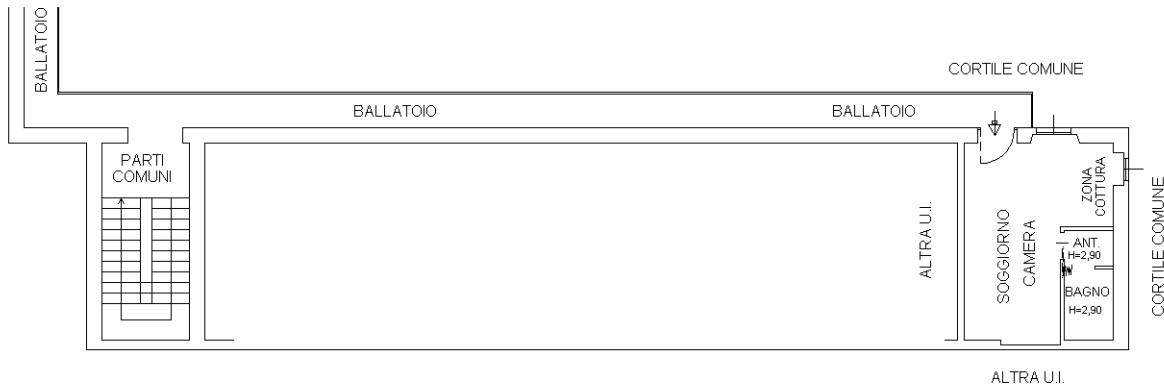 BALLATOIO
CORTILE COMUNE
BALLATOIO
BALLATOIO
PARTI
COMUNI
ALTRA U.I.
SOGGIORNO
CAMERA
ZONA
COTTURA
ANT.
H=2,90
BAGNO
H=2,90
CORTILE COMUNE
ALTRA U.I.